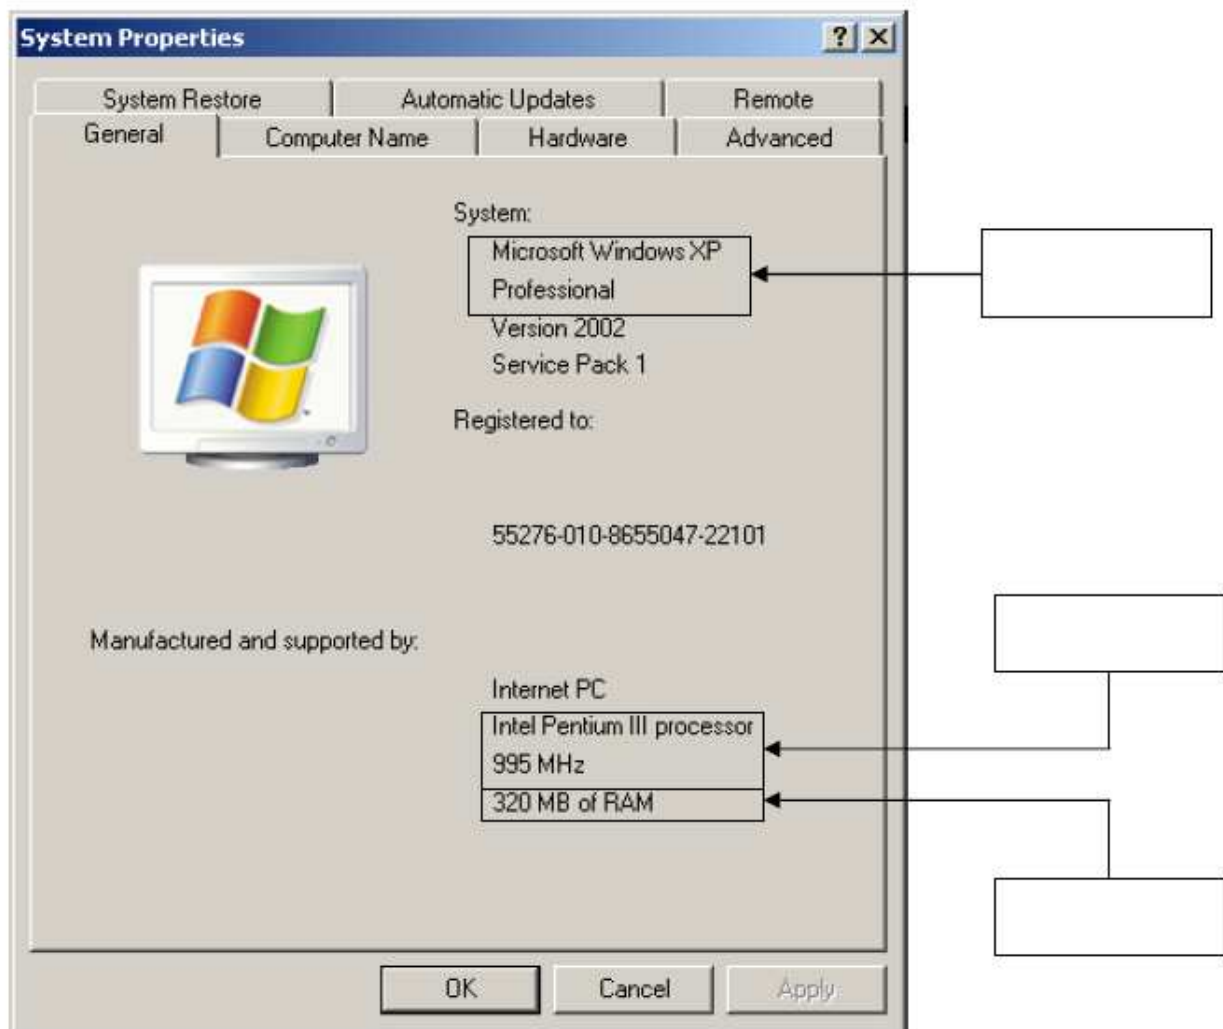 System Properties
System Restore
Automatic Updates
Remote
General
Computer Name
Hardware
Advanced
System:
Microsoft Windows XP
Professional
Version 2002
Service Pack 1
Registered to:
55276-010-8655047-22101
Manufactured and supported by:
Internet PC
Intel Pentium III processor
995 MHz
320 MB of RAM
OK
Cancel
Apply